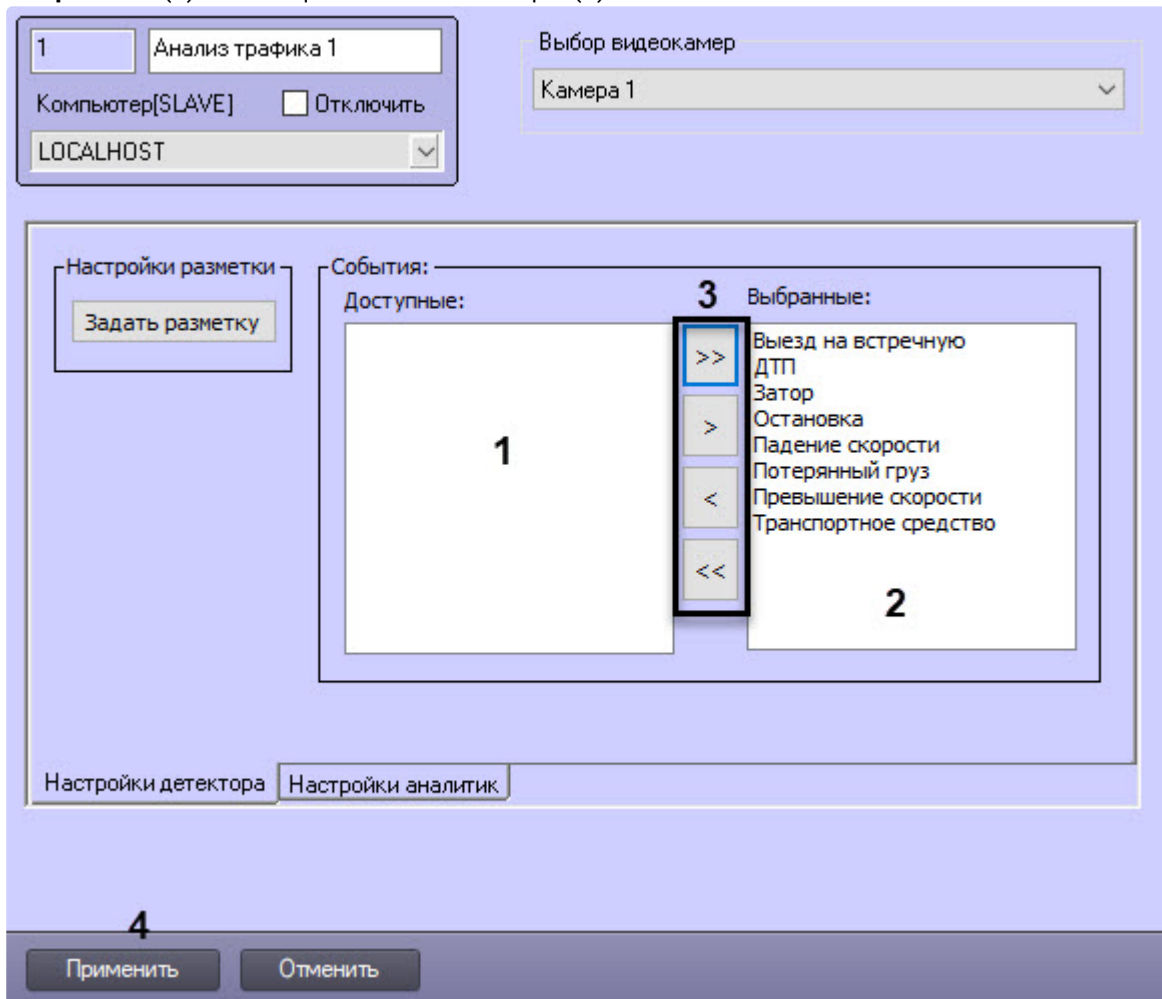 1
Анализ трафика 1
Компьютер[SLAVE]
Отключить
LOCALHOST
Выбор видеокамер
Камера 1
Настройки разметки
Задать разметку
События:
Доступные:
3
Выбранные:
>>
>
<
<<
1
Выезд на встречную
ДТП
Затор
Остановка
Падение скорости
Потерянный груз
Превышение скорости
Транспортное средство
2
Настройки детектора
Настройки аналитик
4
Применить
Отменить